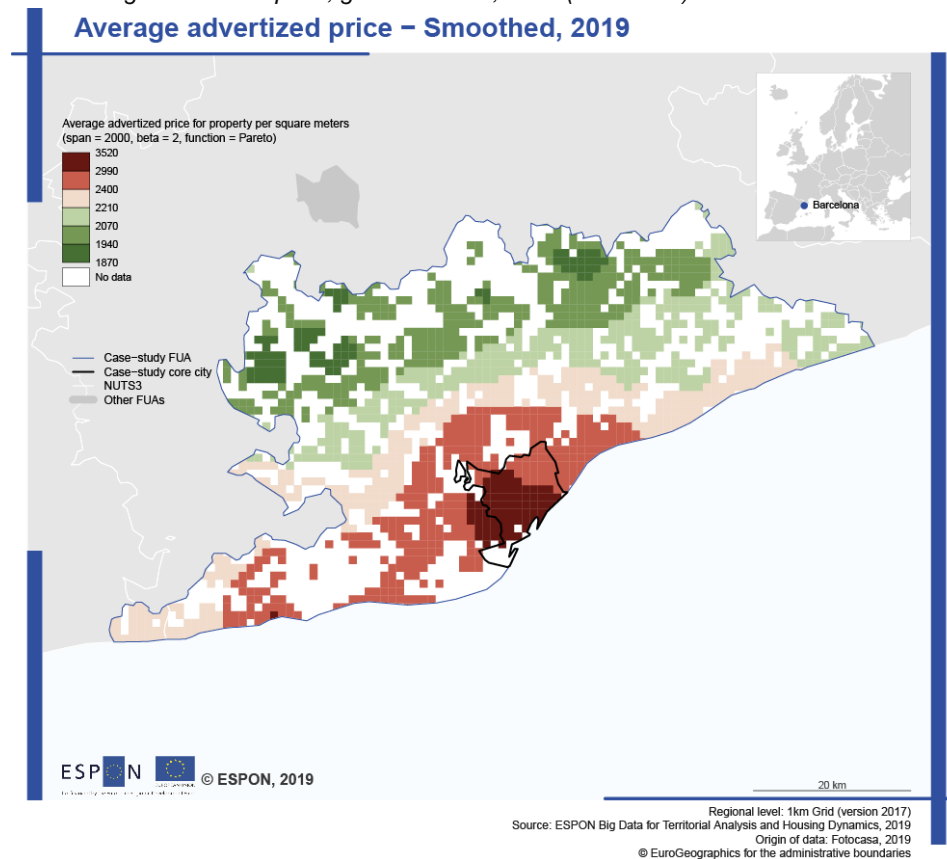 Average advertized price – Smoothed, 2019
Average advertized price for property per square meters
(span = 2000, beta = 2, function = Pareto)
3520
2990
2400
2210
2070
1940
1870
No data
Barcelona
Case–study FUA
Case–study core city
NUTS3
Other FUAs
ESPON
© ESPON, 2019
20 km
Regional level: 1km Grid (version 2017)
Source: ESPON Big Data for Territorial Analysis and Housing Dynamics, 2019
Origin of data: Fotocasa, 2019
© EuroGeographics for the administrative boundaries